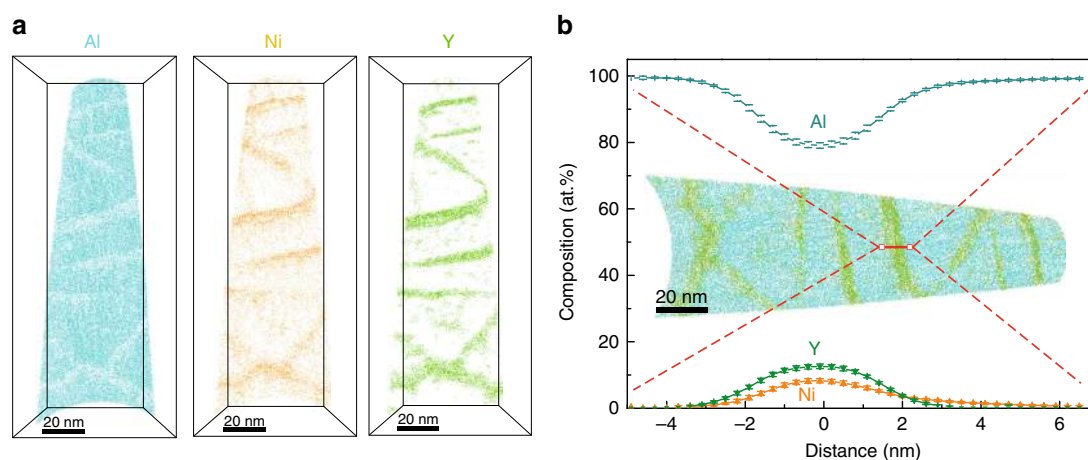 a
Al
Ni
Y
20 nm
20 nm
20 nm
b
Composition (at.%)
100
80
60
40
20
0
Al
20 nm
Y
Ni
−4
−2
0
2
4
6
Distance (nm)